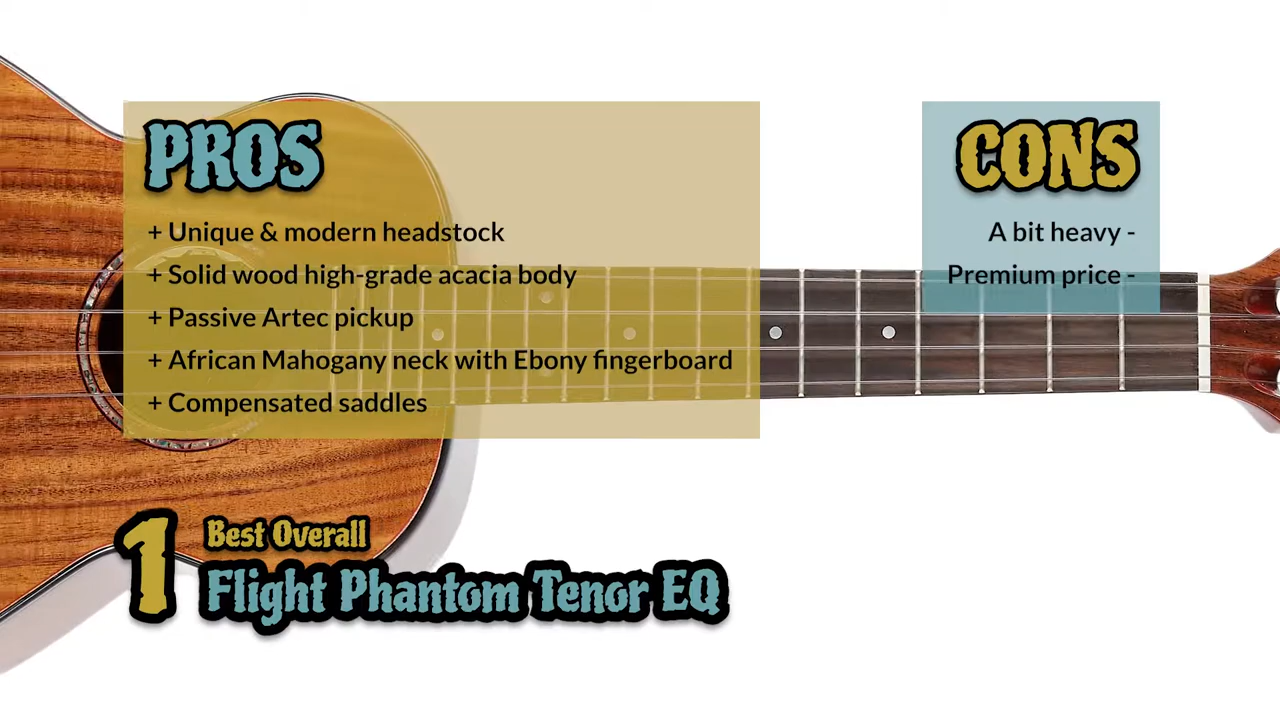 PROS
+ Unique & modern headstock
+ Solid wood high-grade acacia body
+ Passive Artec pickup
+ African Mahogany neck with Ebony fingerboard
+ Compensated saddles
CONS
A bit heavy -
Premium price -
1
Best Overall
Flight Phantom Tenor EQ